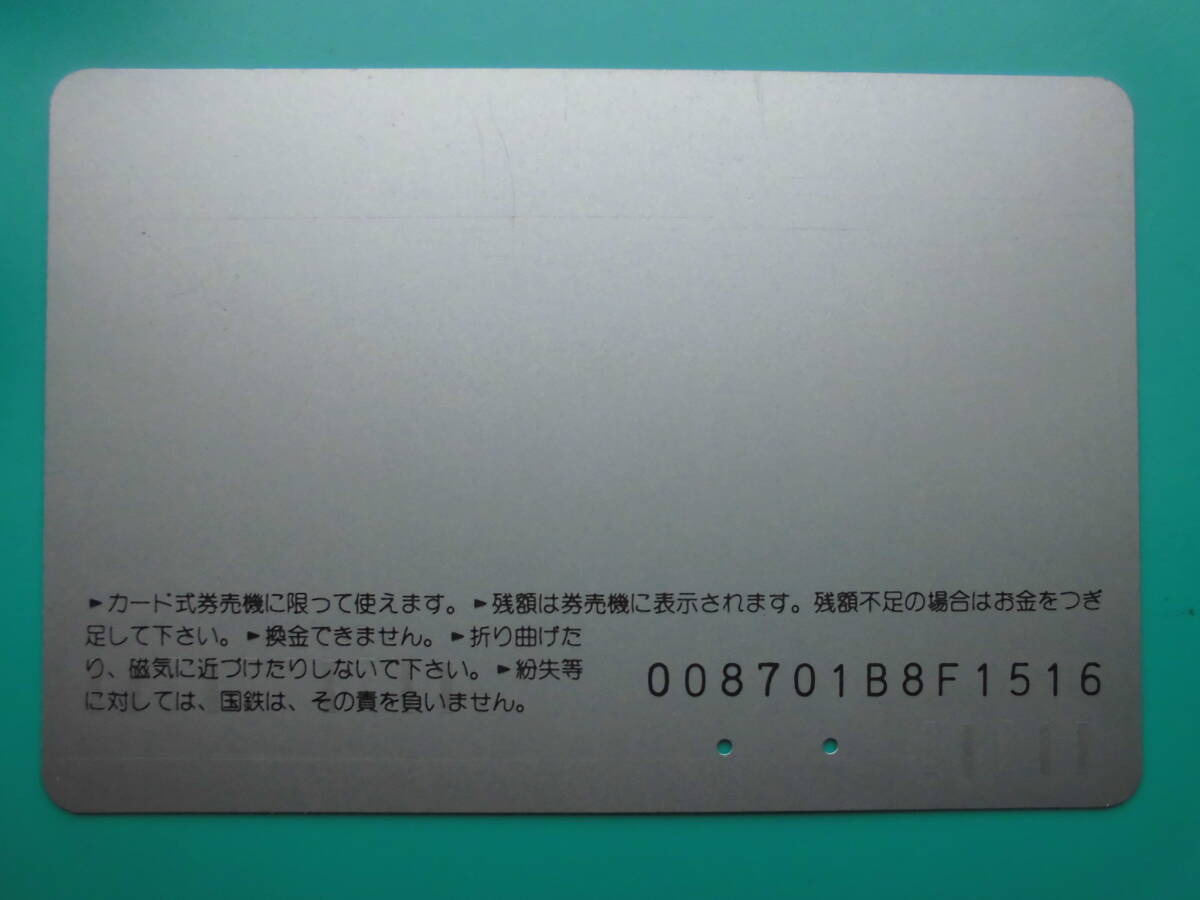 ►カード式券売機に限って使えます。►残額は券売機に表示されます。残額不足の場合はお金をつぎ
足して下さい。►換金できません。►折り曲げた
り、磁気に近づけたりしないで下さい。►紛失等
に対しては、国鉄は、その責を負いません。
008701B8F1516